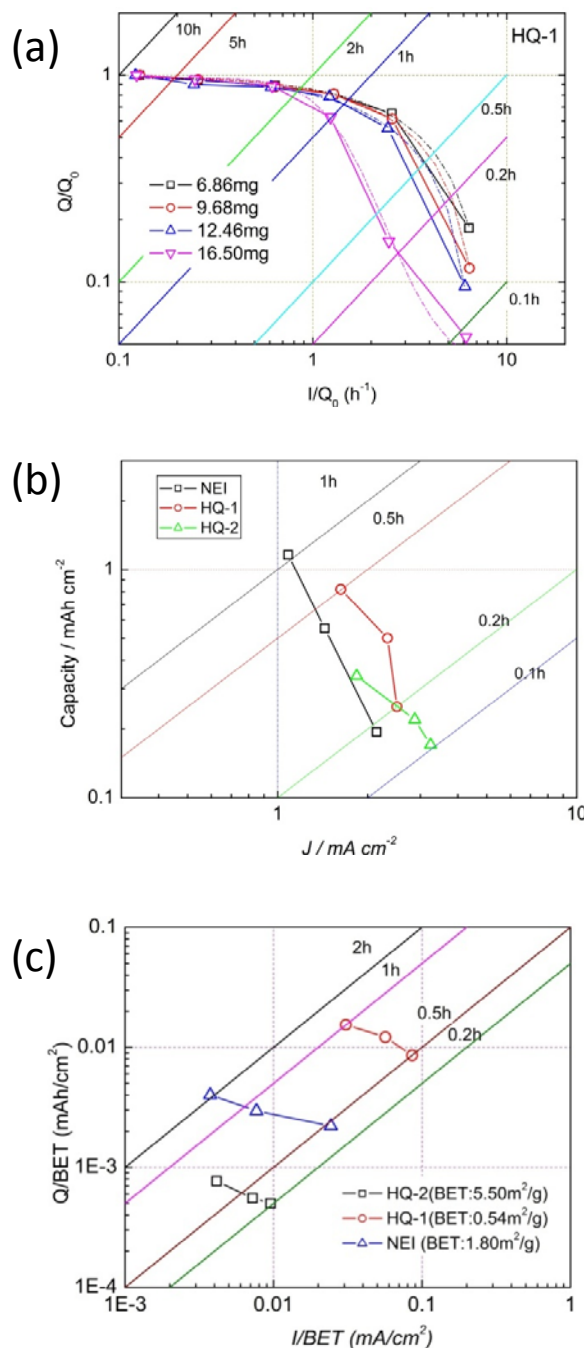 (a)
10h
5h
2h
1h
HQ-1
0.5h
0.2h
0.1h
6.86mg
9.68mg
12.46mg
16.50mg
1
0.1
Q/Q₀
0.1
1
10
I/Q₀ (h⁻¹)
(b)
NEI
HQ-1
HQ-2
1h
0.5h
0.2h
0.1h
1
0.1
Capacity / mAh cm⁻²
1
10
J / mA cm⁻²
(c)
0.1
0.01
1E-3
1E-4
2h
1h
0.5h
0.2h
HQ-2(BET:5.50m²/g)
HQ-1(BET:0.54m²/g)
NEI (BET:1.80m²/g)
Q/BET (mAh/cm²)
1E-3
0.01
0.1
1
I/BET (mA/cm²)